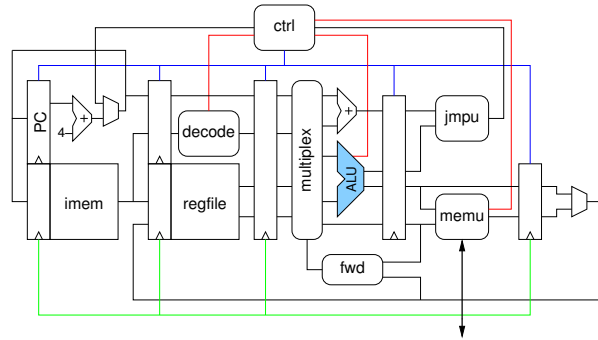 ctrl
PC
4
+
decode
multiplex
+
ALU
jmpu
imem
regfile
memu
fwd